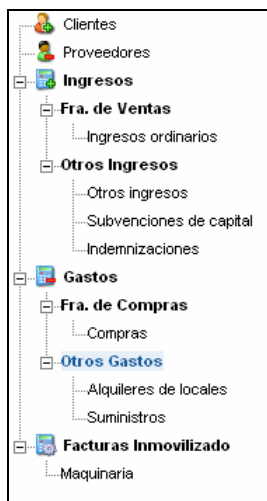 Clientes
Proveedores
Ingresos
Fra. de Ventas
Ingresos ordinarios
Otros Ingresos
Otros ingresos
Subvenciones de capital
Indemnizaciones
Gastos
Fra. de Compras
Compras
Otros Gastos
Alquileres de locales
Suministros
Facturas Inmovilizado
Maquinaria